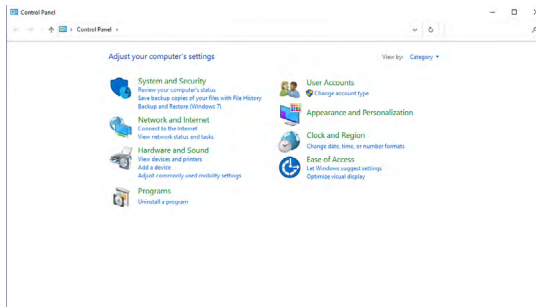 Control Panel
Control Panel
Adjust your computer's settings
View by: Category
System and Security
Review your computer's status
Save backup copies of your files with File History
Backup and Restore (Windows 7)
Network and Internet
Connect to the Internet
View network status and tasks
Hardware and Sound
View devices and printers
Add a device
Adjust commonly used mobility settings
Programs
Uninstall a program
User Accounts
Change account type
Appearance and Personalization
Clock and Region
Change date, time, or number formats
Ease of Access
Let Windows suggest settings
Optimize visual display